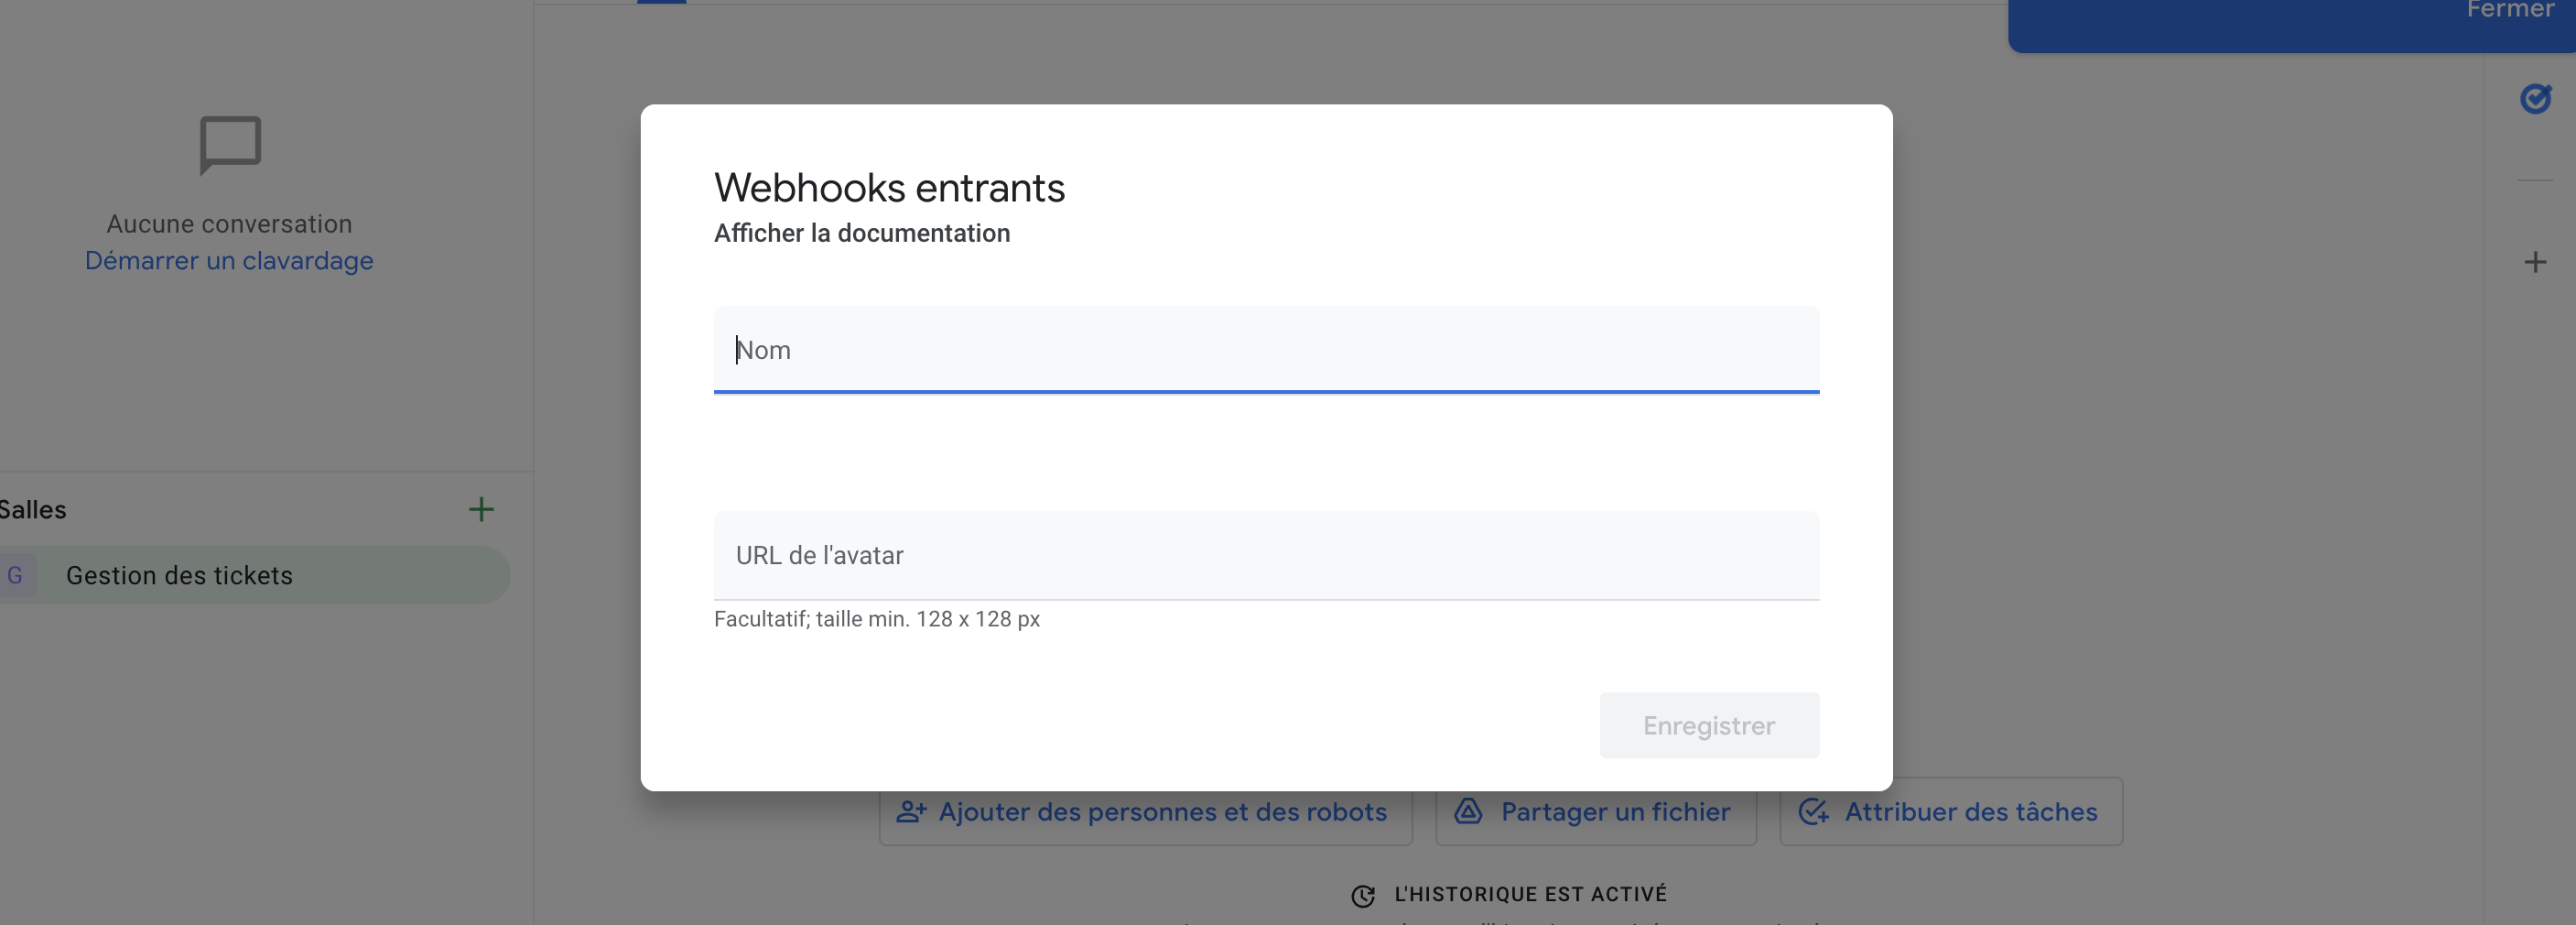 Fermer
Aucune conversation
Démarrer un clavardage
Salles
G
Gestion des tickets
Webhooks entrants
Afficher la documentation
Nom
URL de l'avatar
Facultatif; taille min. 128 x 128 px
Enregistrer
Ajouter des personnes et des robots
Partager un fichier
Attribuer des tâches
L'HISTORIQUE EST ACTIVÉ